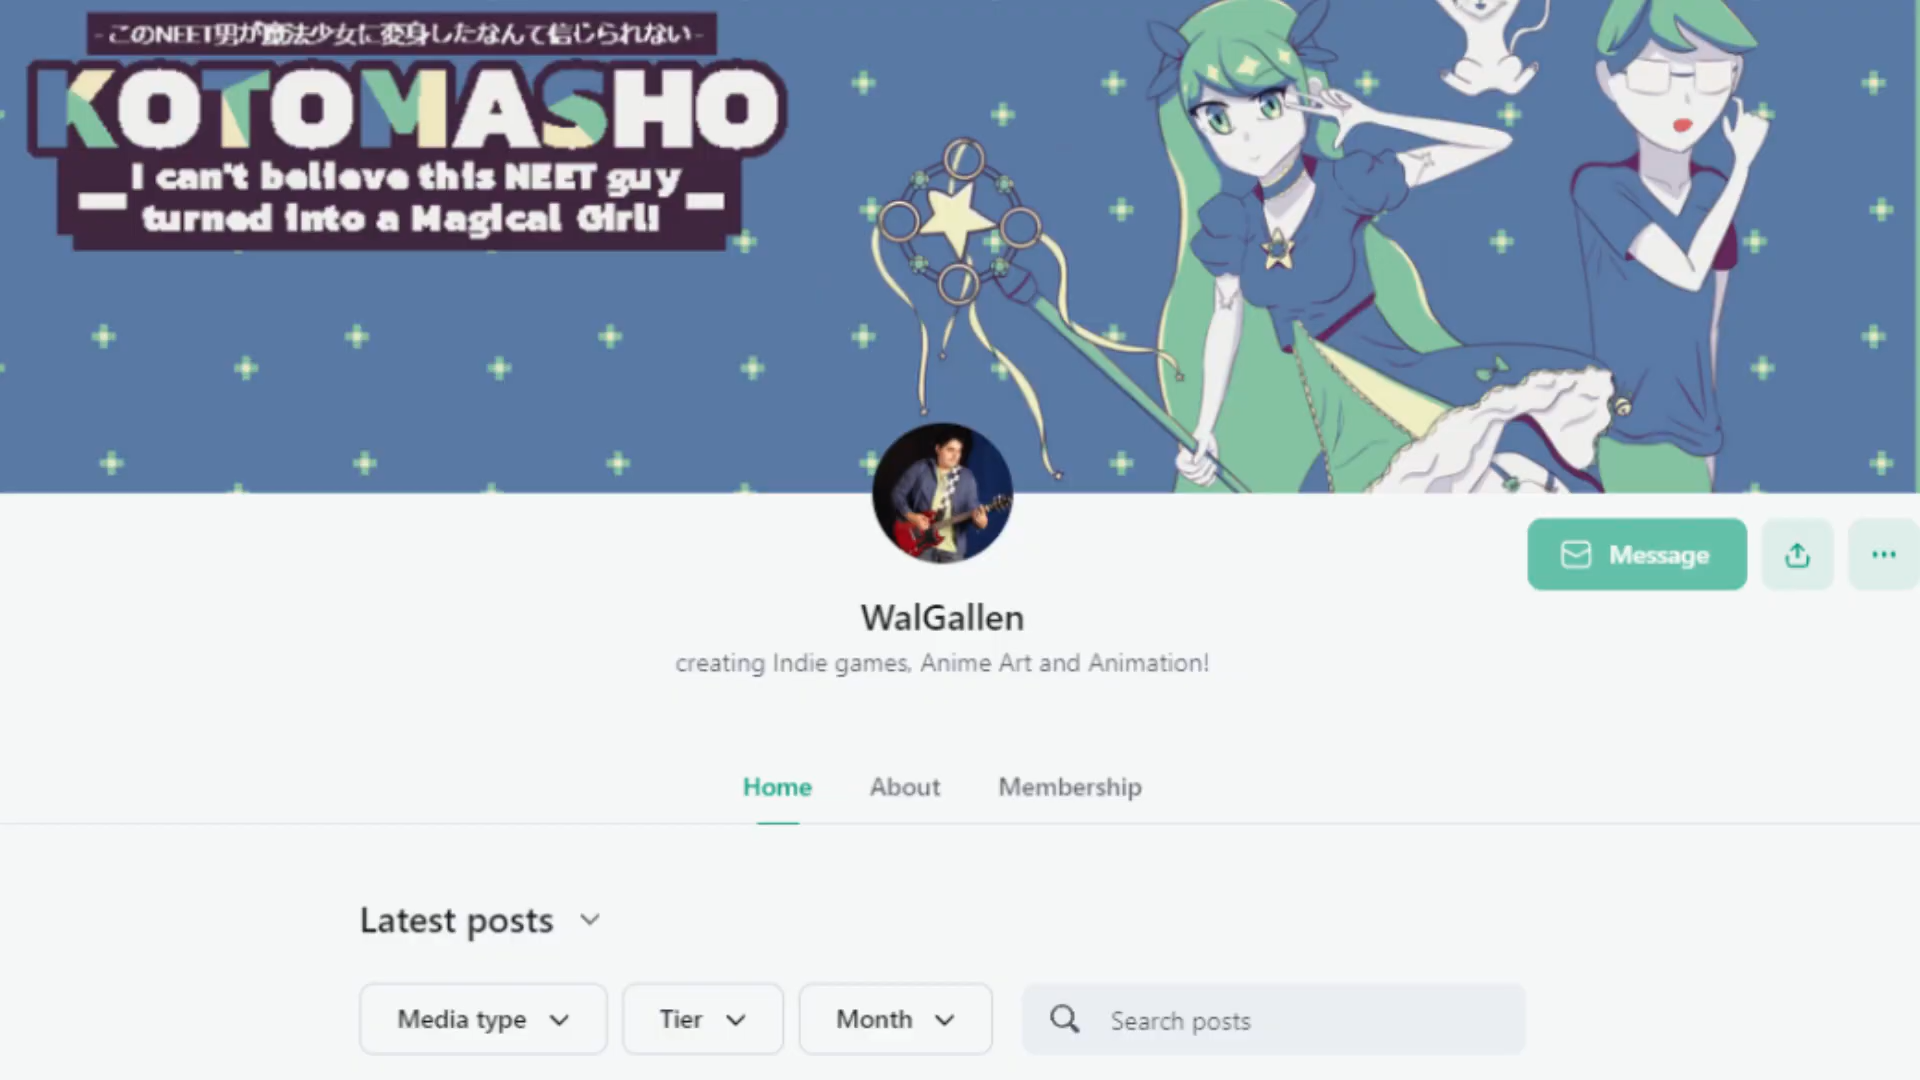 -このNEET男が魔法少女に変身したなんて信じられない-
KOTOMASHO
I can't believe this NEET guy
turned into a Magical Girl!
Message
WalGallen
creating Indie games, Anime Art and Animation!
Home About Membership
Latest posts
Media type Tier Month Search posts